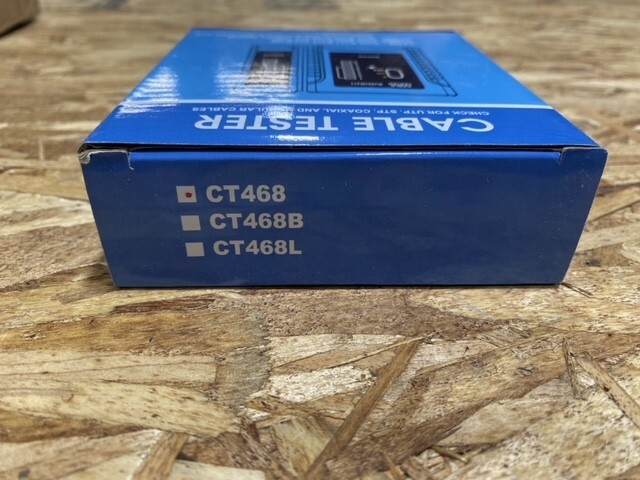 CABLE TESTER
CHECK FOR UTP, STP, COAXIAL AND MODULAR CABLES
CT468
CT468B
CT468L